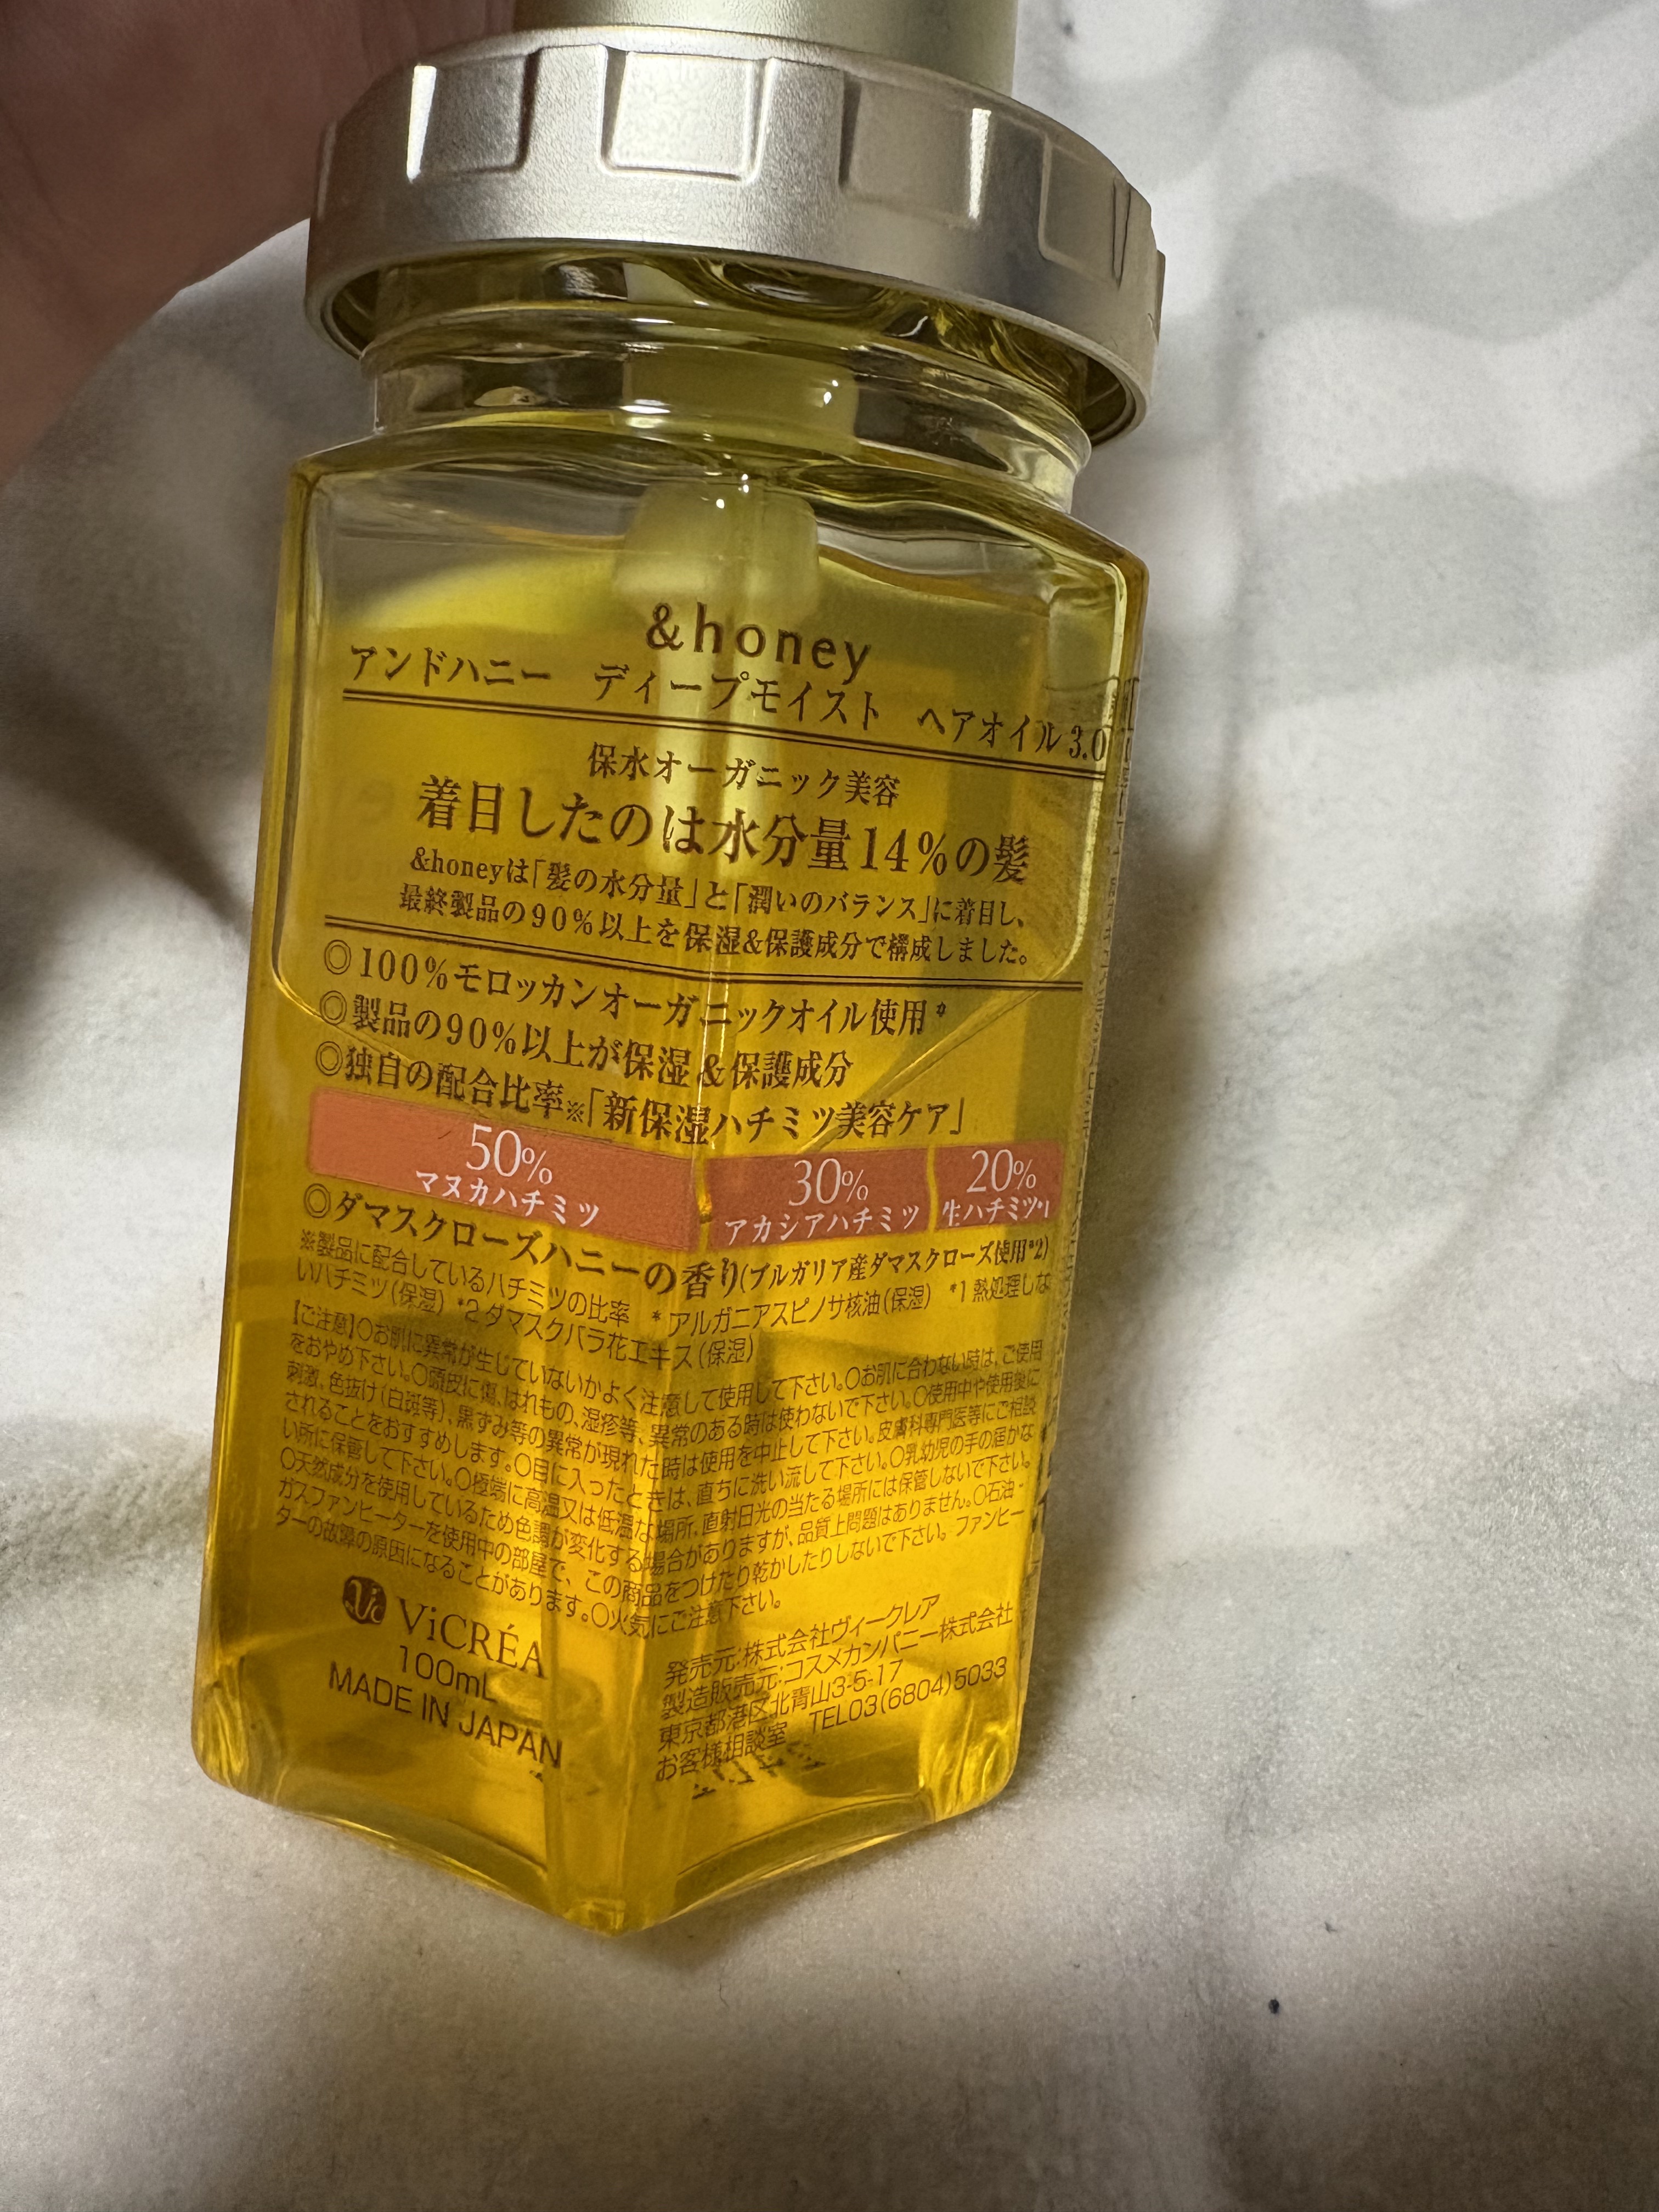 &honey
アンドハニー ディープモイスト ヘアオイル3.0
保水オーガニック美容
着目したのは水分量14%の髪
&honeyは「髪の水分量」と「潤いのバランス」に着目し、
最終製品の90%以上を保湿&保護成分で構成しました。
◎100%モロッカンオーガニックオイル使用*
◎製品の90%以上が保湿&保護成分
◎独自の配合比率※「新保湿ハチミツ美容ケア」
50% 30% 20%
マヌカハチミツ アカシアハチミツ 生ハチミツ*1
◎ダマスクローズハニーの香り(ブルガリア産ダマスクローズ使用*2)
※製品に配合しているハチミツの比率 *アルガニアスピノサ核油(保湿) *1 熱処理しな
いハチミツ(保湿) *2 ダマスクバラ花エキス(保湿)
【ご注意】○お肌に異常が生じていないかよく注意して使用して下さい。○お肌に合わない時は、ご使用
をおやめ下さい。○頭皮に傷、はれもの、湿疹等、異常のある時は使わないで下さい。○使用中や使用後に
刺激、色抜け(白斑等)、黒ずみ等の異常が現れた時は使用を中止して下さい。皮膚科専門医等にご相談
されることをおすすめします。○目に入ったときは、直ちに洗い流して下さい。○乳幼児の手の届かな
い所に保管して下さい。○極端に高温又は低温な場所、直射日光の当たる場所には保管しないで下さい。
○天然成分を使用しているため色調が変化する場合がありますが、品質上問題はありません。○石油・
ガスファンヒーターを使用中の部屋で、この商品をつけたり乾かしたりしないで下さい。ファンヒー
ターの故障の原因になることがあります。○火気にご注意下さい。
Vic ViCRÉA
100mL
MADE IN JAPAN
発売元:株式会社ヴィークレア
製造販売元:コスメカンパニー株式会社
東京都港区北青山3-5-17
お客様相談室 TEL03(6804)5033